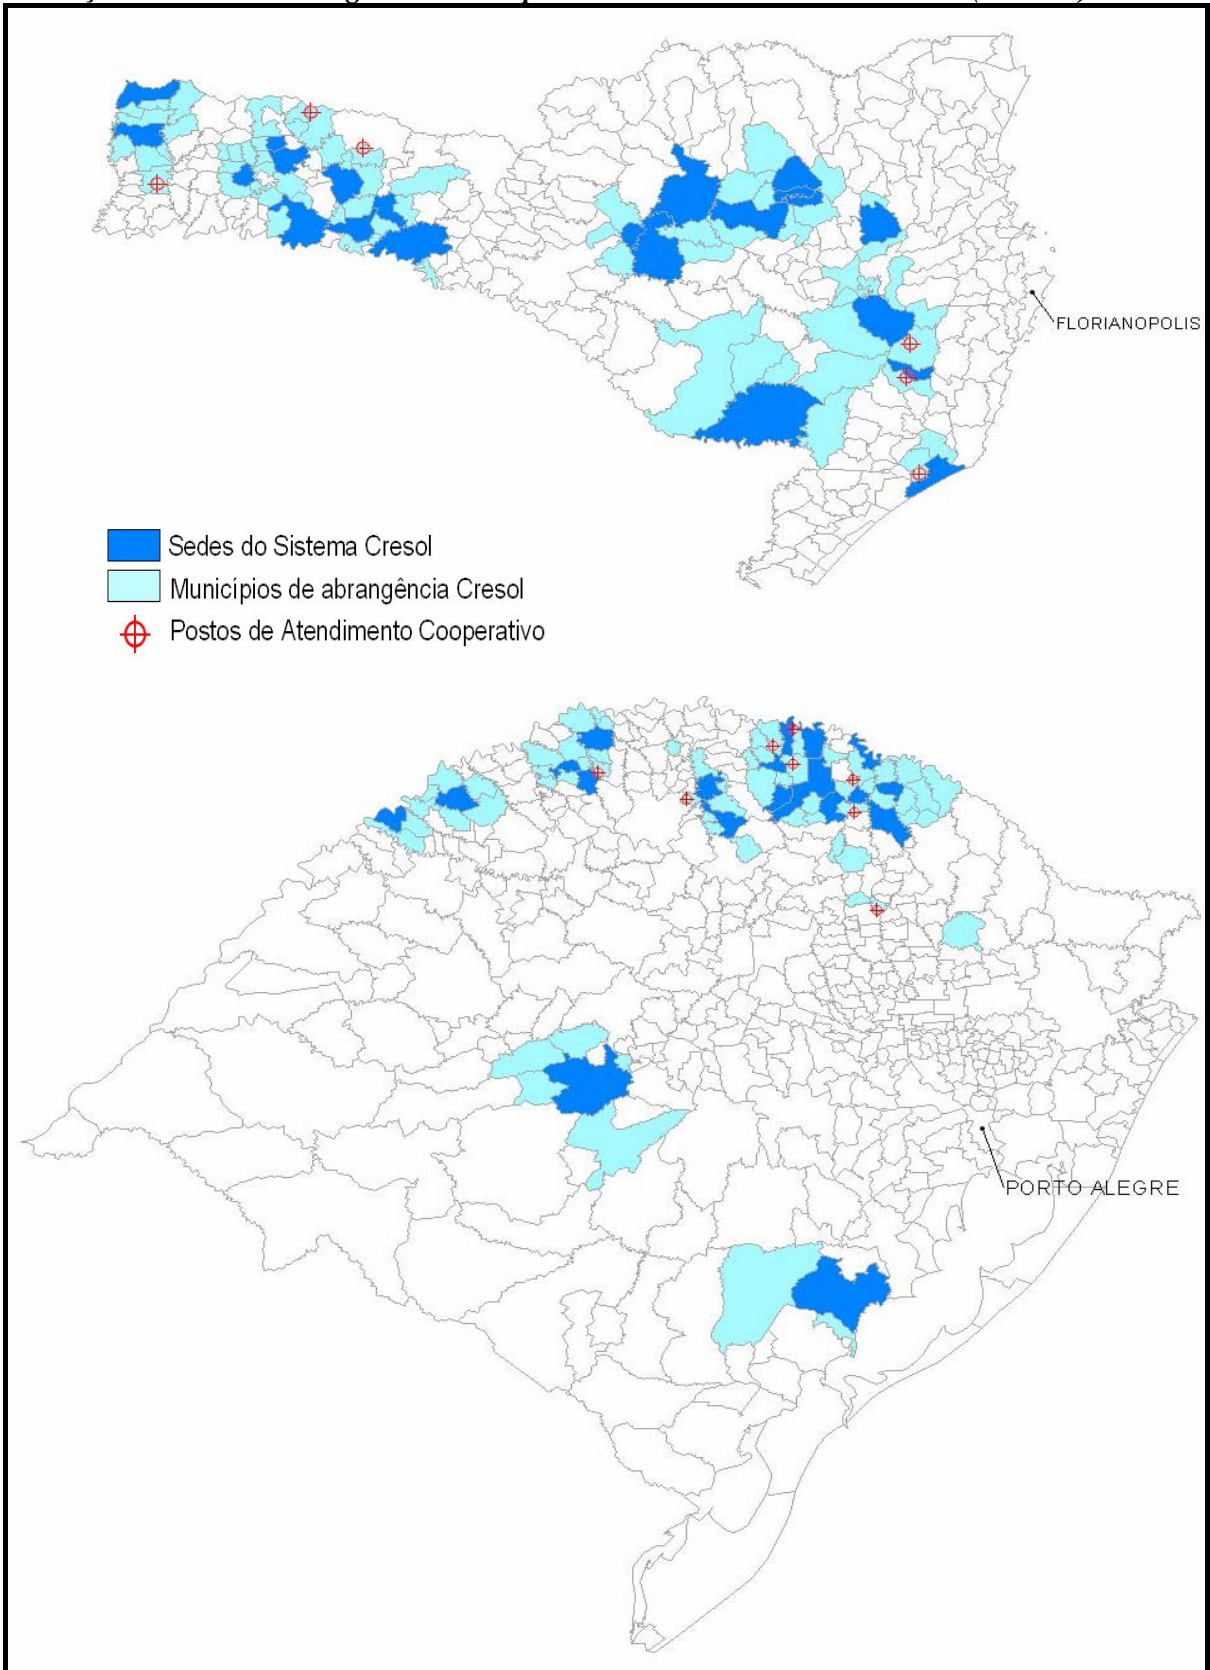 FLORIANOPOLIS
Sedes do Sistema Cresol
Municípios de abrangência Cresol
Postos de Atendimento Cooperativo
PORTO ALEGRE